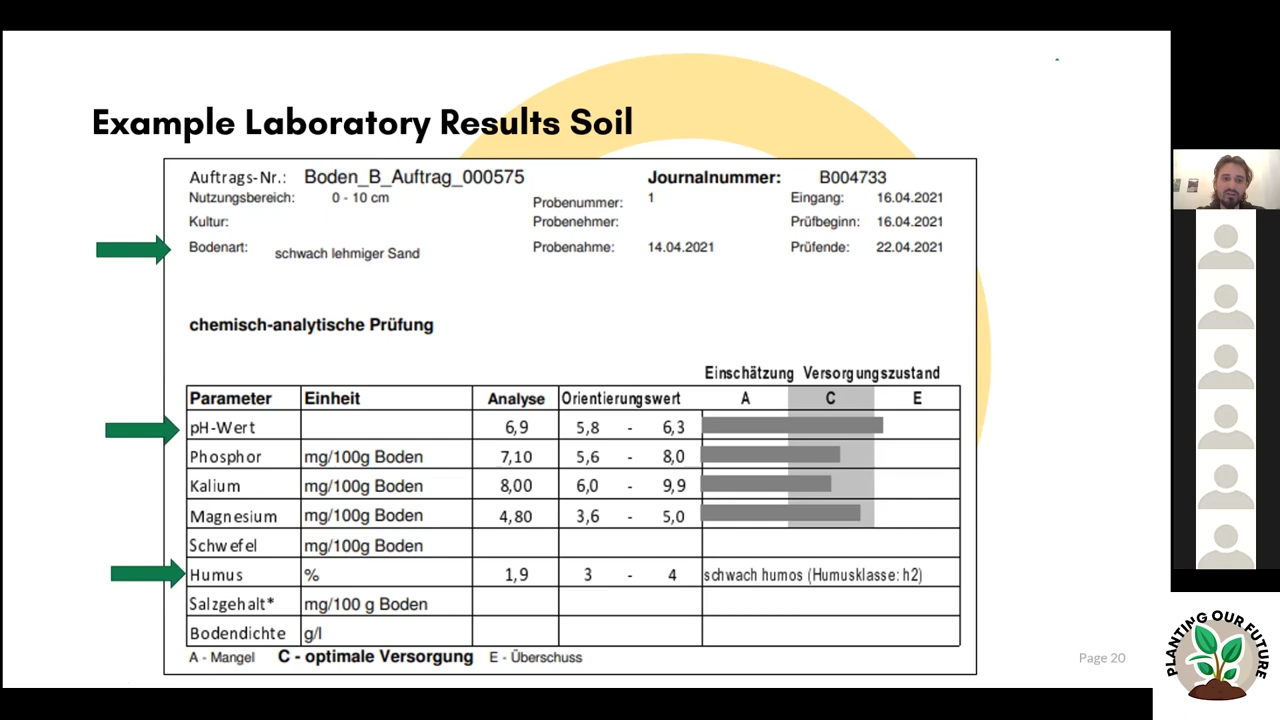 Example Laboratory Results Soil
Auftrags-Nr.: Boden_B_Auftrag_000575 Journalnummer: B004733
Nutzungsbereich: 0 - 10 cm Probenummer: 1 Eingang: 16.04.2021
Kultur: Probenehmer: Prüfbeginn: 16.04.2021
Bodenart: schwach lehmiger Sand Probenahme: 14.04.2021 Prüfende: 22.04.2021
chemisch-analytische Prüfung
Einschätzung Versorgungszustand
Parameter Einheit Analyse Orientierungswert A C E
pH-Wert 6,9 5,8 - 6,3
Phosphor mg/100g Boden 7,10 5,6 - 8,0
Kalium mg/100g Boden 8,00 6,0 - 9,9
Magnesium mg/100g Boden 4,80 3,6 - 5,0
Schwefel mg/100g Boden
Humus % 1,9 3 - 4 schwach humos (Humusklasse: h2)
Salzgehalt* mg/100 g Boden
Bodendichte g/l
A - Mangel C - optimale Versorgung E - Überschuss
Page 20
PLANTING OUR FUTURE